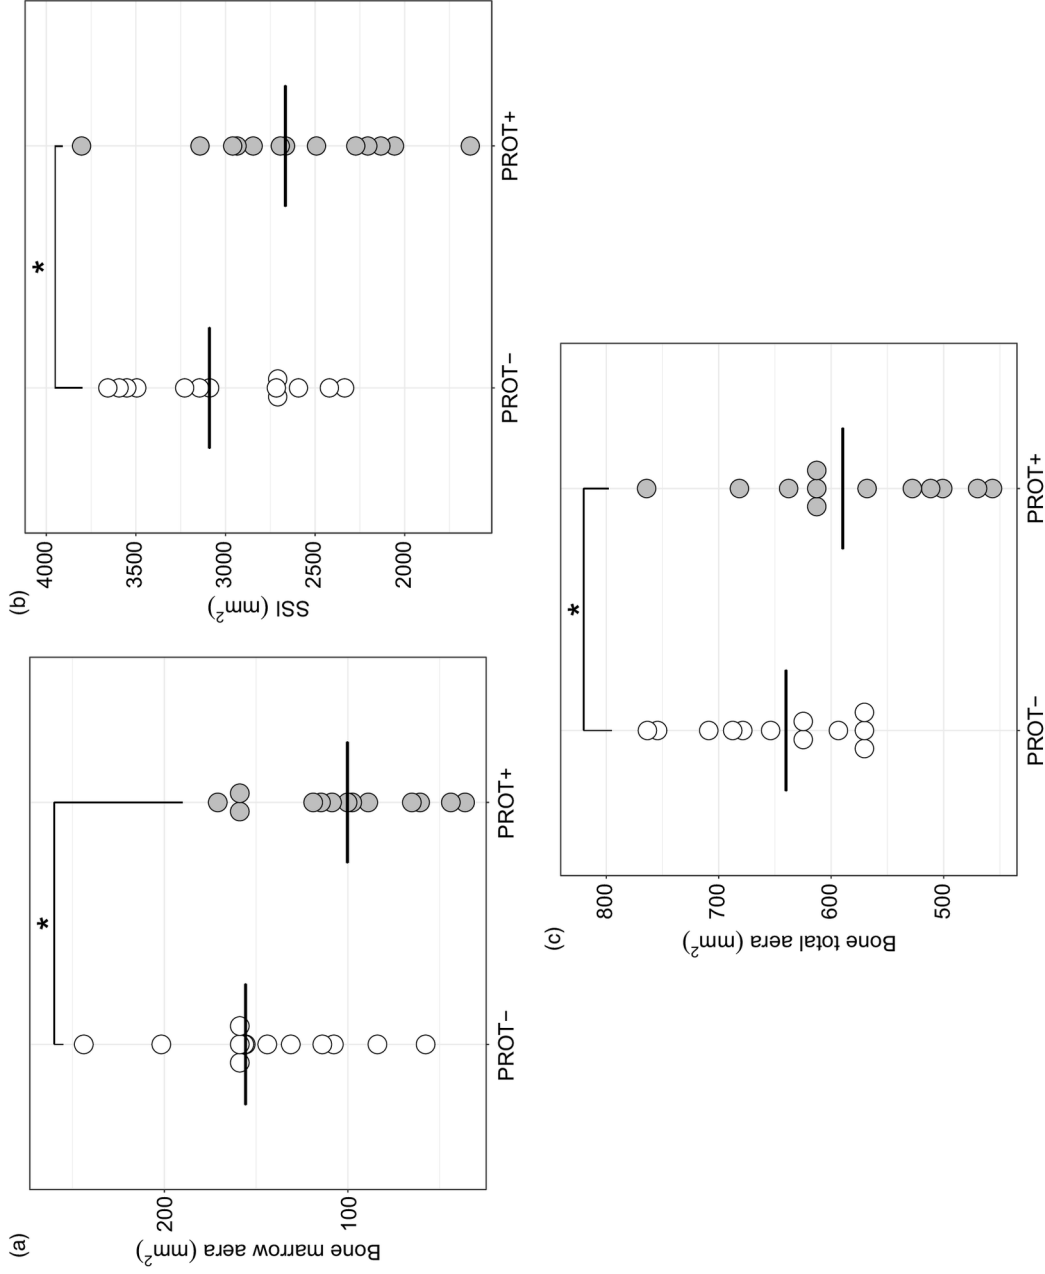 (a)
Bone marrow aera (mm²)
200
100
*
PROT−
PROT+
(b)
SSI (mm²)
4000
3500
3000
2500
2000
*
PROT−
PROT+
(c)
Bone total aera (mm²)
800
700
600
500
*
PROT−
PROT+